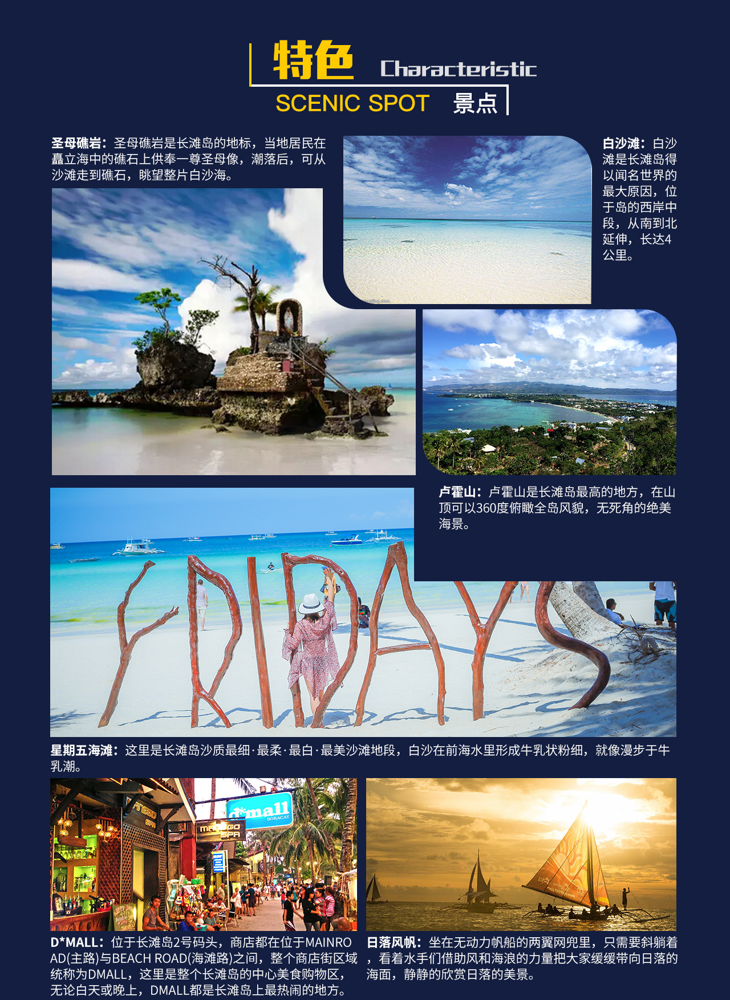 特色 Characteristic
SCENIC SPOT 景点
圣母礁岩：圣母礁岩是长滩岛的地标，当地居民在
矗立海中的礁石上供奉一尊圣母像，潮落后，可从
沙滩走到礁石，眺望整片白沙海。
白沙滩：白沙
滩是长滩岛得
以闻名世界的
最大原因，位
于岛的西岸中
段，从南到北
延伸，长达4
公里。
卢霍山：卢霍山是长滩岛最高的地方，在山
顶可以360度俯瞰全岛风貌，无死角的绝美
海景。
FRIDAYS
星期五海滩：这里是长滩岛沙质最细·最柔·最白·最美沙滩地段，白沙在前海水里形成牛乳状粉细，就像漫步于牛
乳潮。
MANGO
SPA
d*mall
BORACAY
MANGO
SPA
D*MALL：位于长滩岛2号码头，商店都在位于MAINRO
AD(主路)与BEACH ROAD(海滩路)之间，整个商店街区域
统称为DMALL，这里是整个长滩岛的中心美食购物区，
无论白天或晚上，DMALL都是长滩岛上最热闹的地方。
日落风帆：坐在无动力帆船的两翼网兜里，只需要斜躺着
，看着水手们借助风和海浪的力量把大家缓缓带向日落的
海面，静静的欣赏日落的美景。